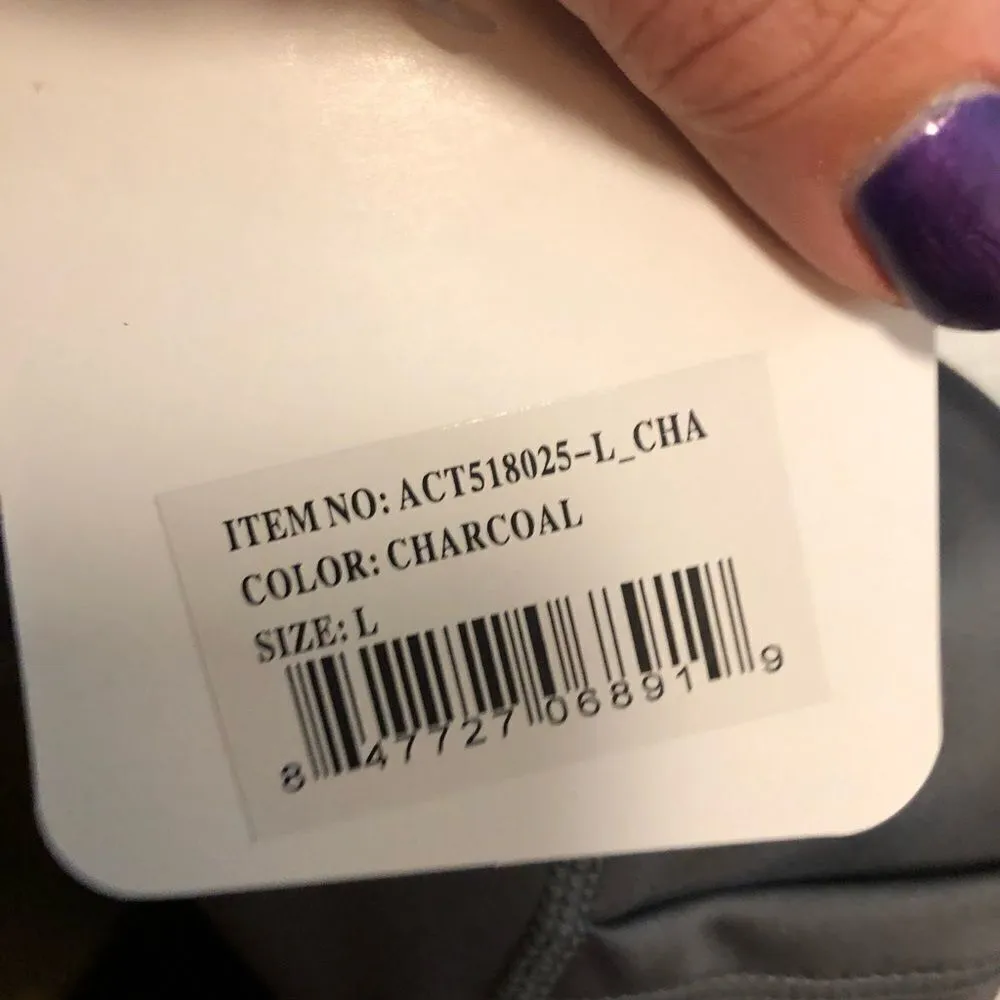 ITEM NO: ACT518025-L_CHA
COLOR: CHARCOAL
SIZE: L
8 47727 06891 9